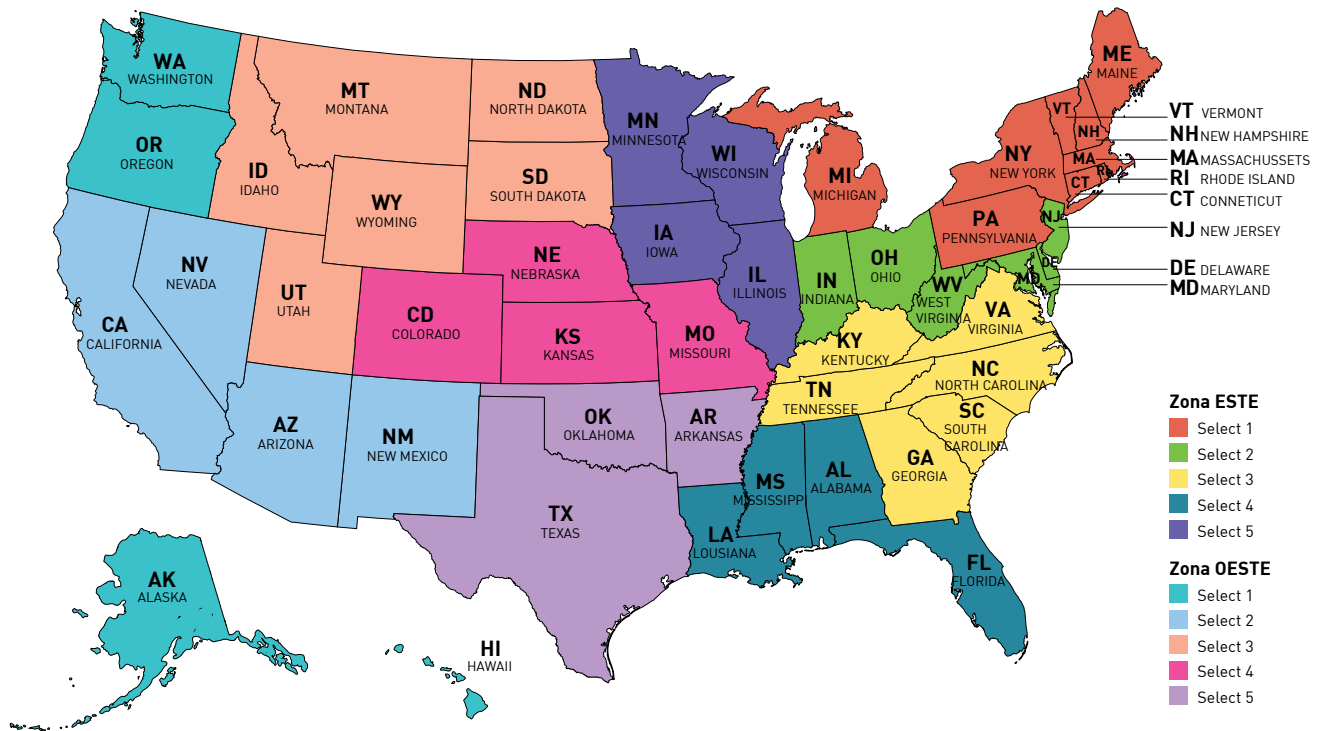 WA
WASHINGTON
OR
OREGON
ID
IDAHO
MT
MONTANA
WY
WYOMING
ND
NORTH DAKOTA
SD
SOUTH DAKOTA
NE
NEBRASKA
KS
KANSAS
CD
COLORADO
UT
UTAH
NV
NEVADA
CA
CALIFORNIA
AZ
ARIZONA
NM
NEW MEXICO
TX
TEXAS
OK
OKLAHOMA
AR
ARKANSAS
MO
MISSOURI
MN
MINNESOTA
WI
WISCONSIN
IA
IOWA
IL
ILLINOIS
MI
MICHIGAN
IN
INDIANA
OH
OHIO
WV
WEST
VIRGINIA
KY
KENTUCKY
TN
TENNESSEE
VA
VIRGINIA
NC
NORTH CAROLINA
SC
SOUTH
CAROLINA
GA
GEORGIA
MS
MISSISSIPPI
AL
ALABAMA
LA
LOUSIANA
FL
FLORIDA
PA
PENNSYLVANIA
NY
NEW YORK
ME
MAINE
VT
NH
MA
RI
CT
NJ
DE
MD
VT VERMONT
NH NEW HAMPSHIRE
MA MASSACHUSSETS
RI RHODE ISLAND
CT CONNETICUT
NJ NEW JERSEY
DE DELAWARE
MD MARYLAND
AK
ALASKA
HI
HAWAII
Zona ESTE
Select 1
Select 2
Select 3
Select 4
Select 5
Zona OESTE
Select 1
Select 2
Select 3
Select 4
Select 5